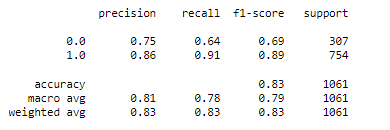 precision recall f1-score support
0.0 0.75 0.64 0.69 307
1.0 0.86 0.91 0.89 754
accuracy 0.83 1061
macro avg 0.81 0.78 0.79 1061
weighted avg 0.83 0.83 0.83 1061